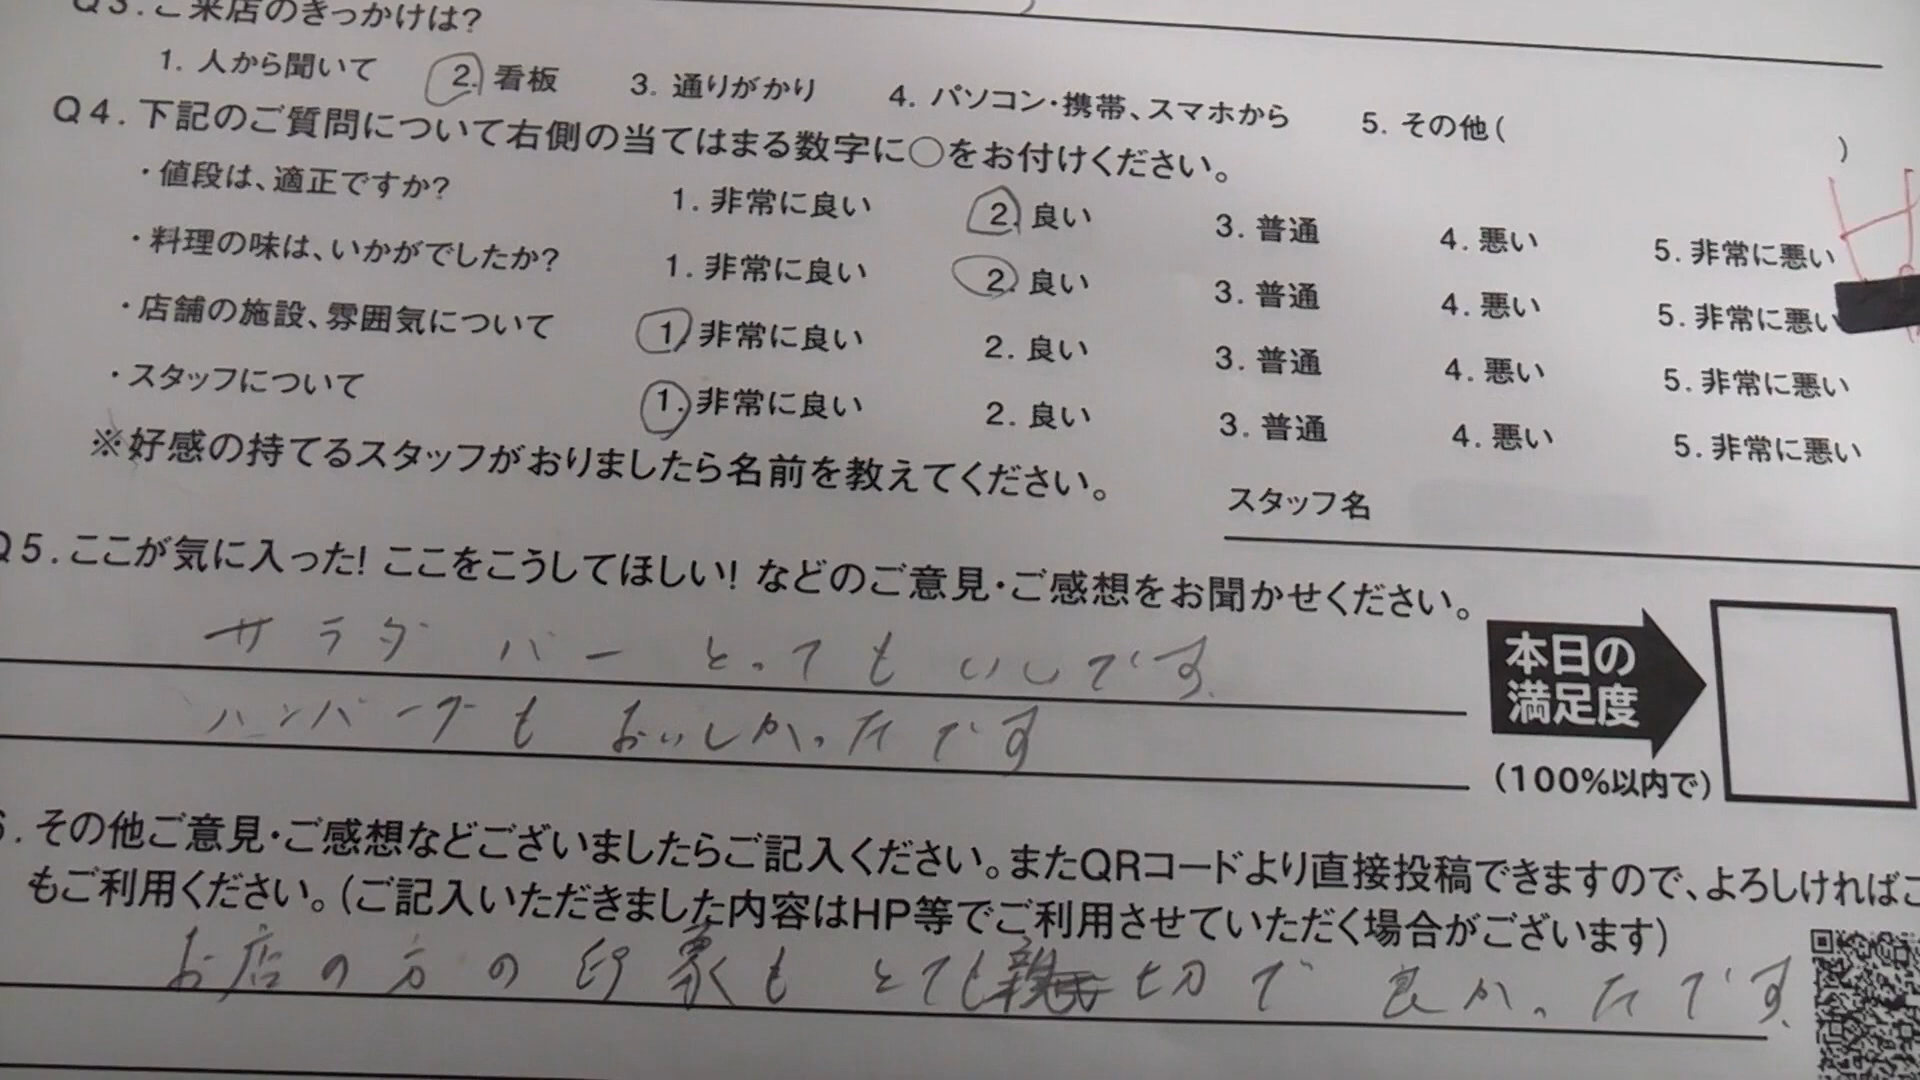 Q3.ご来店のきっかけは?
1. 人から聞いて 2. 看板 3. 通りがかり 4. パソコン・携帯、スマホから 5. その他( )
Q4.下記のご質問について右側の当てはまる数字に○をお付けください。
・値段は、適正ですか? 1. 非常に良い 2. 良い 3. 普通 4. 悪い 5. 非常に悪い
・料理の味は、いかがでしたか? 1. 非常に良い 2. 良い 3. 普通 4. 悪い 5. 非常に悪い
・店舗の施設、雰囲気について 1. 非常に良い 2. 良い 3. 普通 4. 悪い 5. 非常に悪い
・スタッフについて 1. 非常に良い 2. 良い 3. 普通 4. 悪い 5. 非常に悪い
※好感の持てるスタッフがおりましたら名前を教えてください。
スタッフ名
Q5.ここが気に入った! ここをこうしてほしい! などのご意見・ご感想をお聞かせください。
サラダバーとってもいいです。
ハンバーグもおいしかったです
本日の
満足度
(100%以内で)
6.その他ご意見・ご感想などございましたらご記入ください。またQRコードより直接投稿できますので、よろしければこ
もご利用ください。(ご記入いただきました内容はHP等でご利用させていただく場合がございます)
お店の方の印象もとても親切で良かったです。